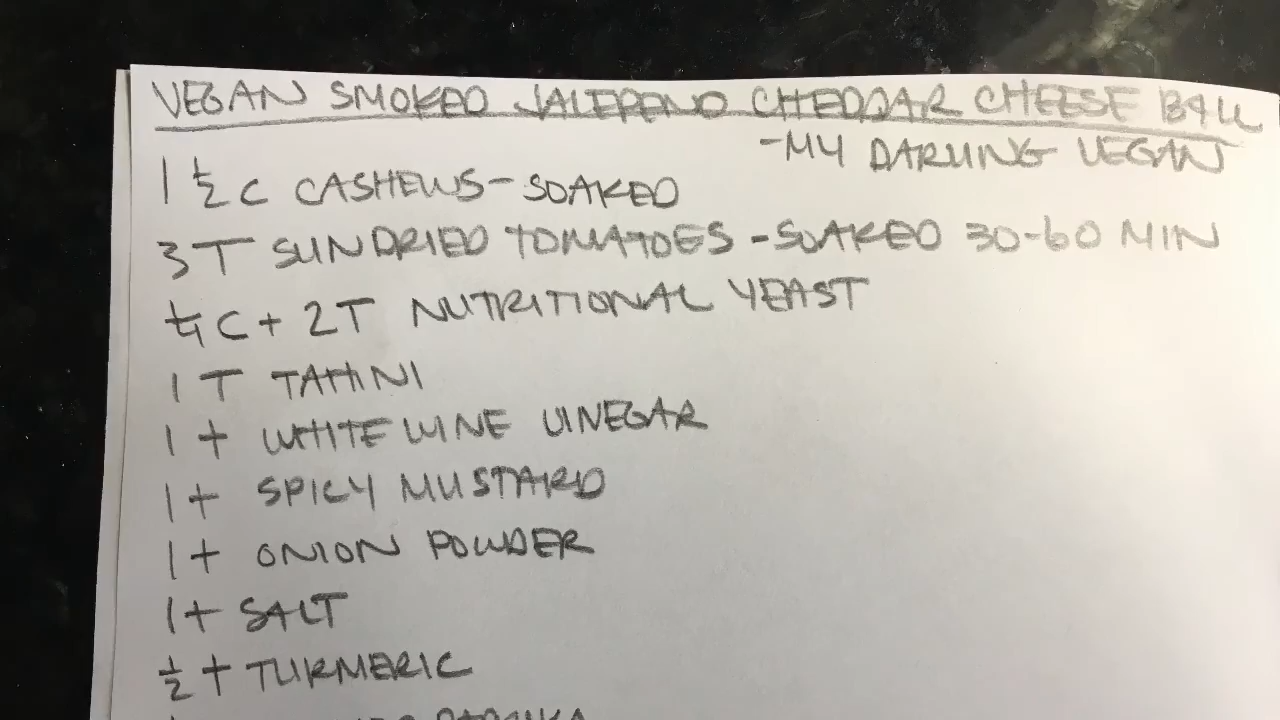 VEGAN SMOKED JALEPENO CHEDDAR CHEESE BALL
-MY DARLING VEGAN
1 1/2 C CASHEWS-SOAKED
3 T SUNDRIED TOMATOES -SOAKED 30-60 MIN
1/4 C + 2T NUTRITIONAL YEAST
1 T TAHINI
1 t WHITE WINE VINEGAR
1 t SPICY MUSTARD
1 t ONION POWDER
1 t SALT
1/2 t TURMERIC
PAPRIKA